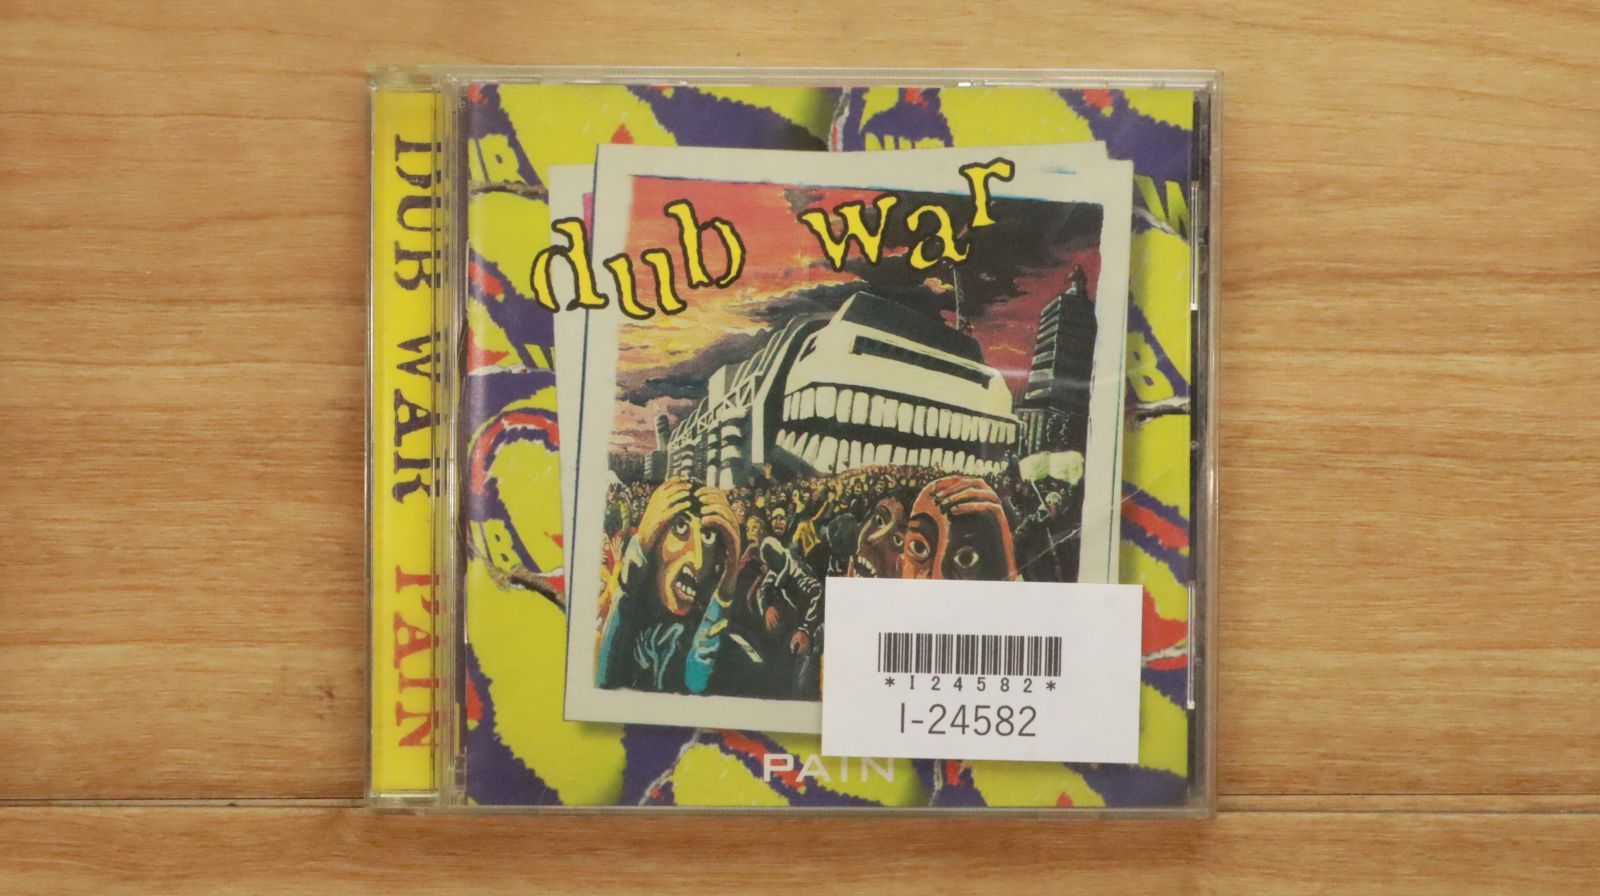 DUB WAR PAIN
dub war
*I24582*
I-24582
PAIN